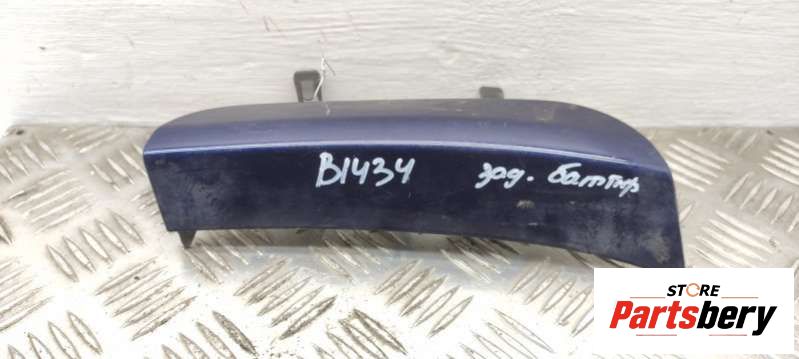 B1434 зад. бампер
STORE
Partsbery